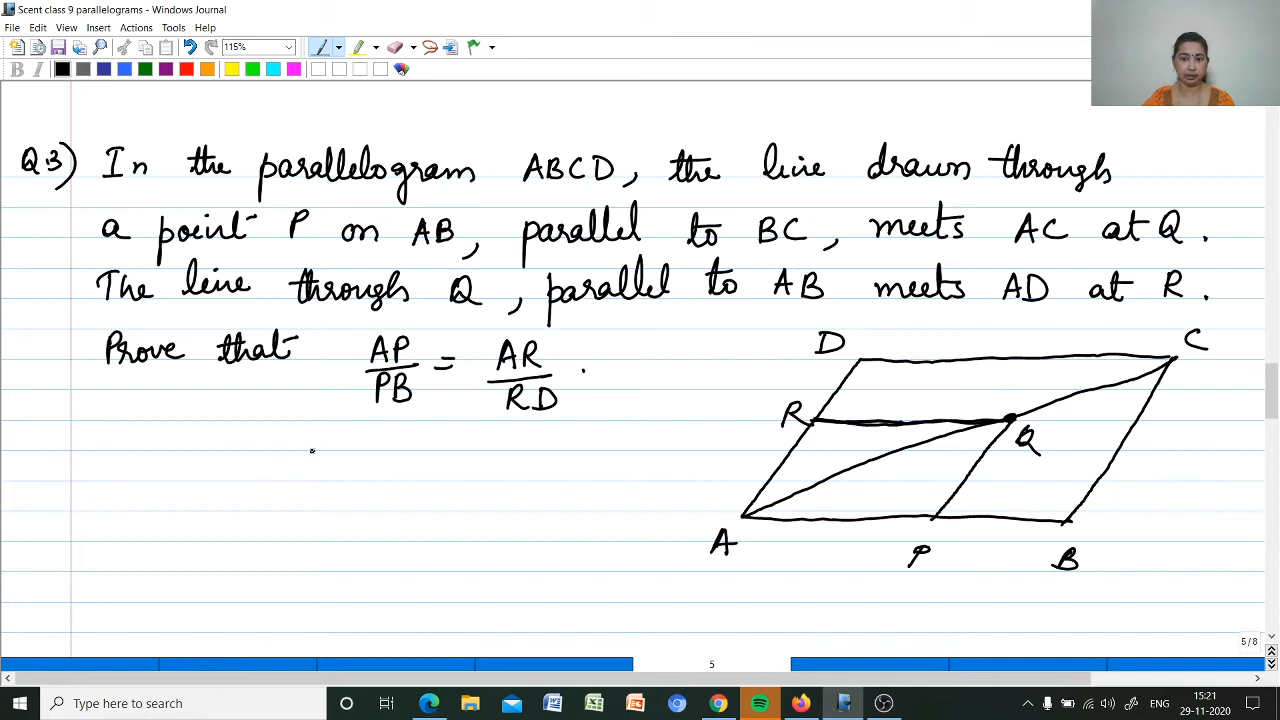 Scent class 9 parallelograms - Windows Journal
File Edit View Insert Actions Tools Help
115%
B I
Q3) In the parallelogram ABCD, the line drawn through
a point P on AB, parallel to BC, meets AC at Q.
The line through Q, parallel to AB meets AD at R.
Prove that AP/PB = AR/RD.
D C
R Q
A P B
5/8
5
Type here to search
ENG
15:21
29-11-2020